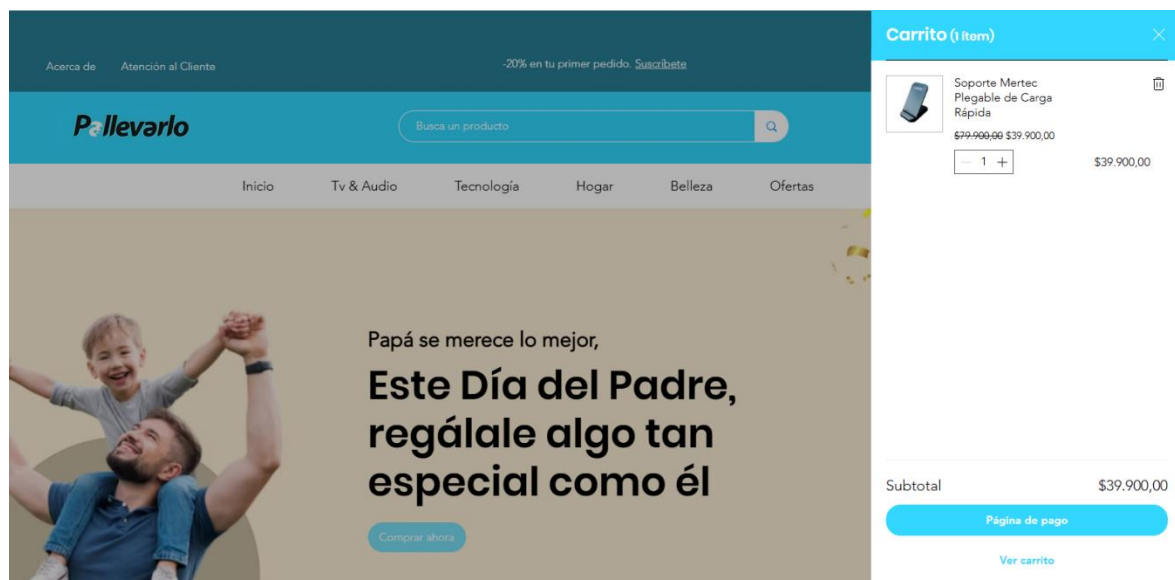 Acerca de
Atención al Cliente
-20% en tu primer pedido. Suscríbete
Pallevarlo
Busca un producto
Inicio
Tv & Audio
Tecnología
Hogar
Belleza
Ofertas
Papá se merece lo mejor,
Este Día del Padre,
regálale algo tan
especial como él
Comprar ahora
Carrito (1 ítem)
Soporte Mertec
Plegable de Carga
Rápida
$79.900,00 $39.900,00
1
$39.900,00
Subtotal
$39.900,00
Página de pago
Ver carrito